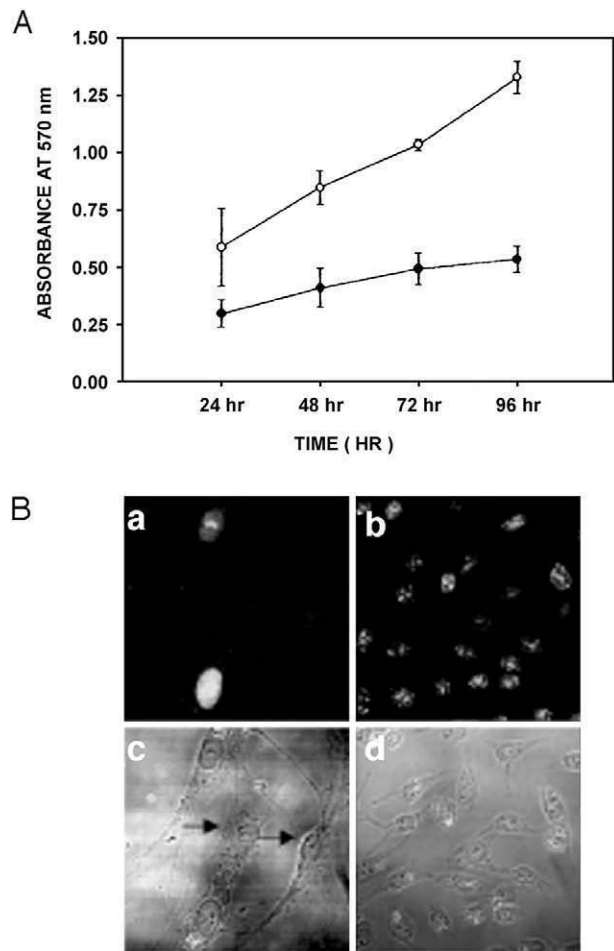 A
ABSORBANCE AT 570 nm
1.50
1.25
1.00
0.75
0.50
0.25
0.00
24 hr 48 hr 72 hr 96 hr
TIME ( HR )
B
a b
c d